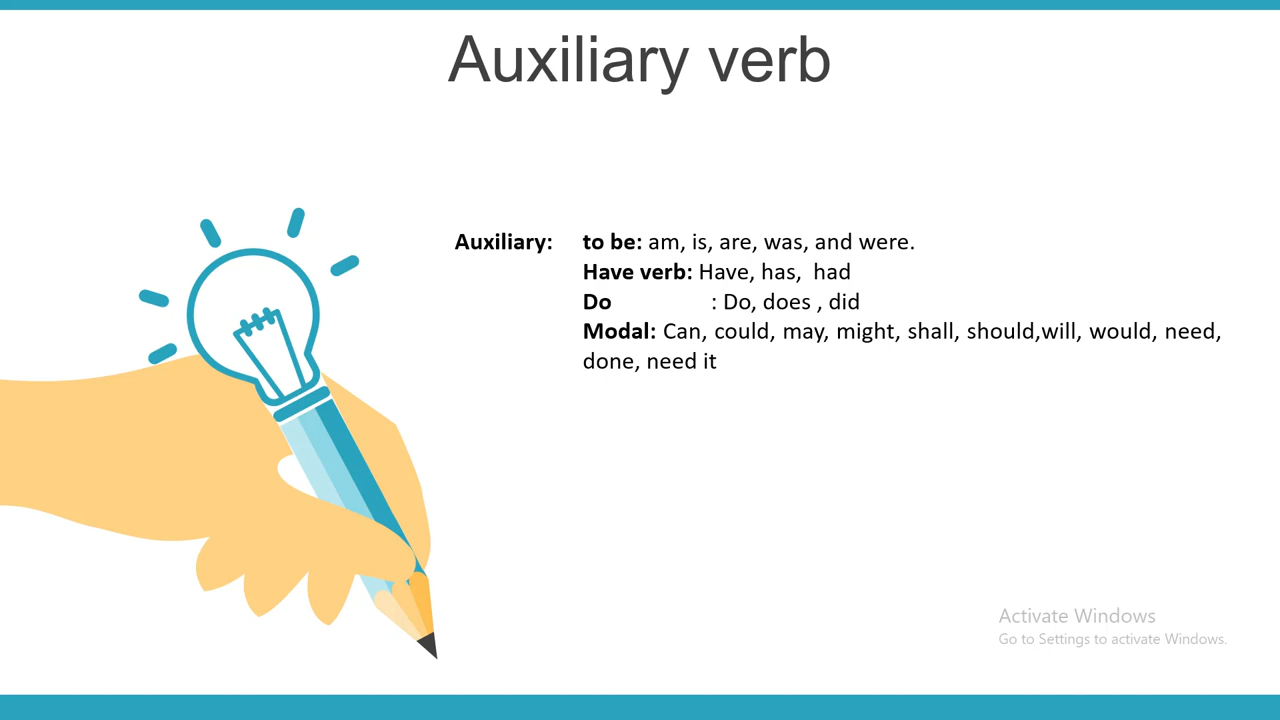 Auxiliary verb
Auxiliary: to be: am, is, are, was, and were.
Have verb: Have, has, had
Do : Do, does , did
Modal: Can, could, may, might, shall, should,will, would, need,
done, need it
Activate Windows
Go to Settings to activate Windows.